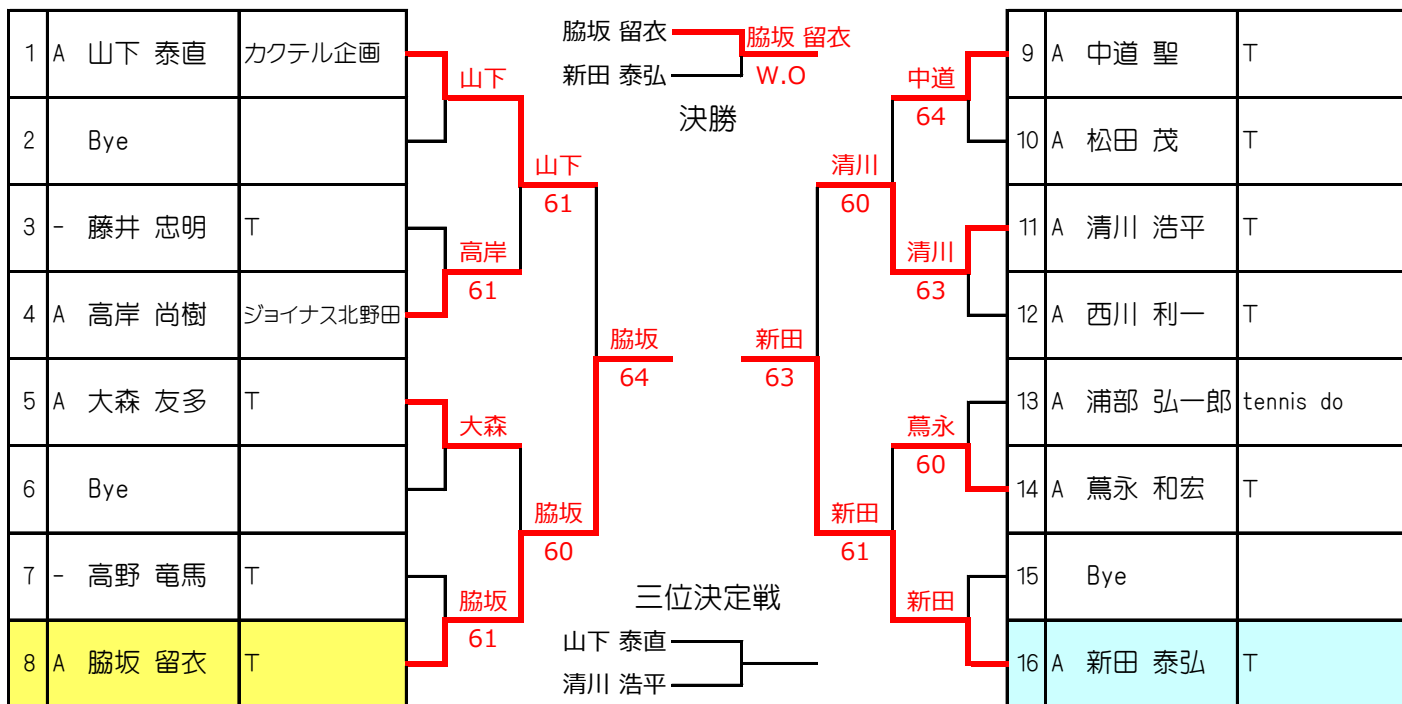 1 A 山下 泰直 カクテル企画
2 Bye
3 - 藤井 忠明 T
4 A 高岸 尚樹 ジョイナス北野田
5 A 大森 友多 T
6 Bye
7 - 高野 竜馬 T
8 A 脇坂 留衣 T
山下
高岸
61
大森
脇坂
61
山下
61
脇坂
60
脇坂
64
脇坂 留衣
新田 泰弘
脇坂 留衣
W.O
決勝
三位決定戦
山下 泰直
清川 浩平
新田
63
清川
60
新田
61
中道
64
清川
63
蔦永
60
新田
9 A 中道 聖 T
10 A 松田 茂 T
11 A 清川 浩平 T
12 A 西川 利一 T
13 A 浦部 弘一郎 tennis do
14 A 蔦永 和宏 T
15 Bye
16 A 新田 泰弘 T